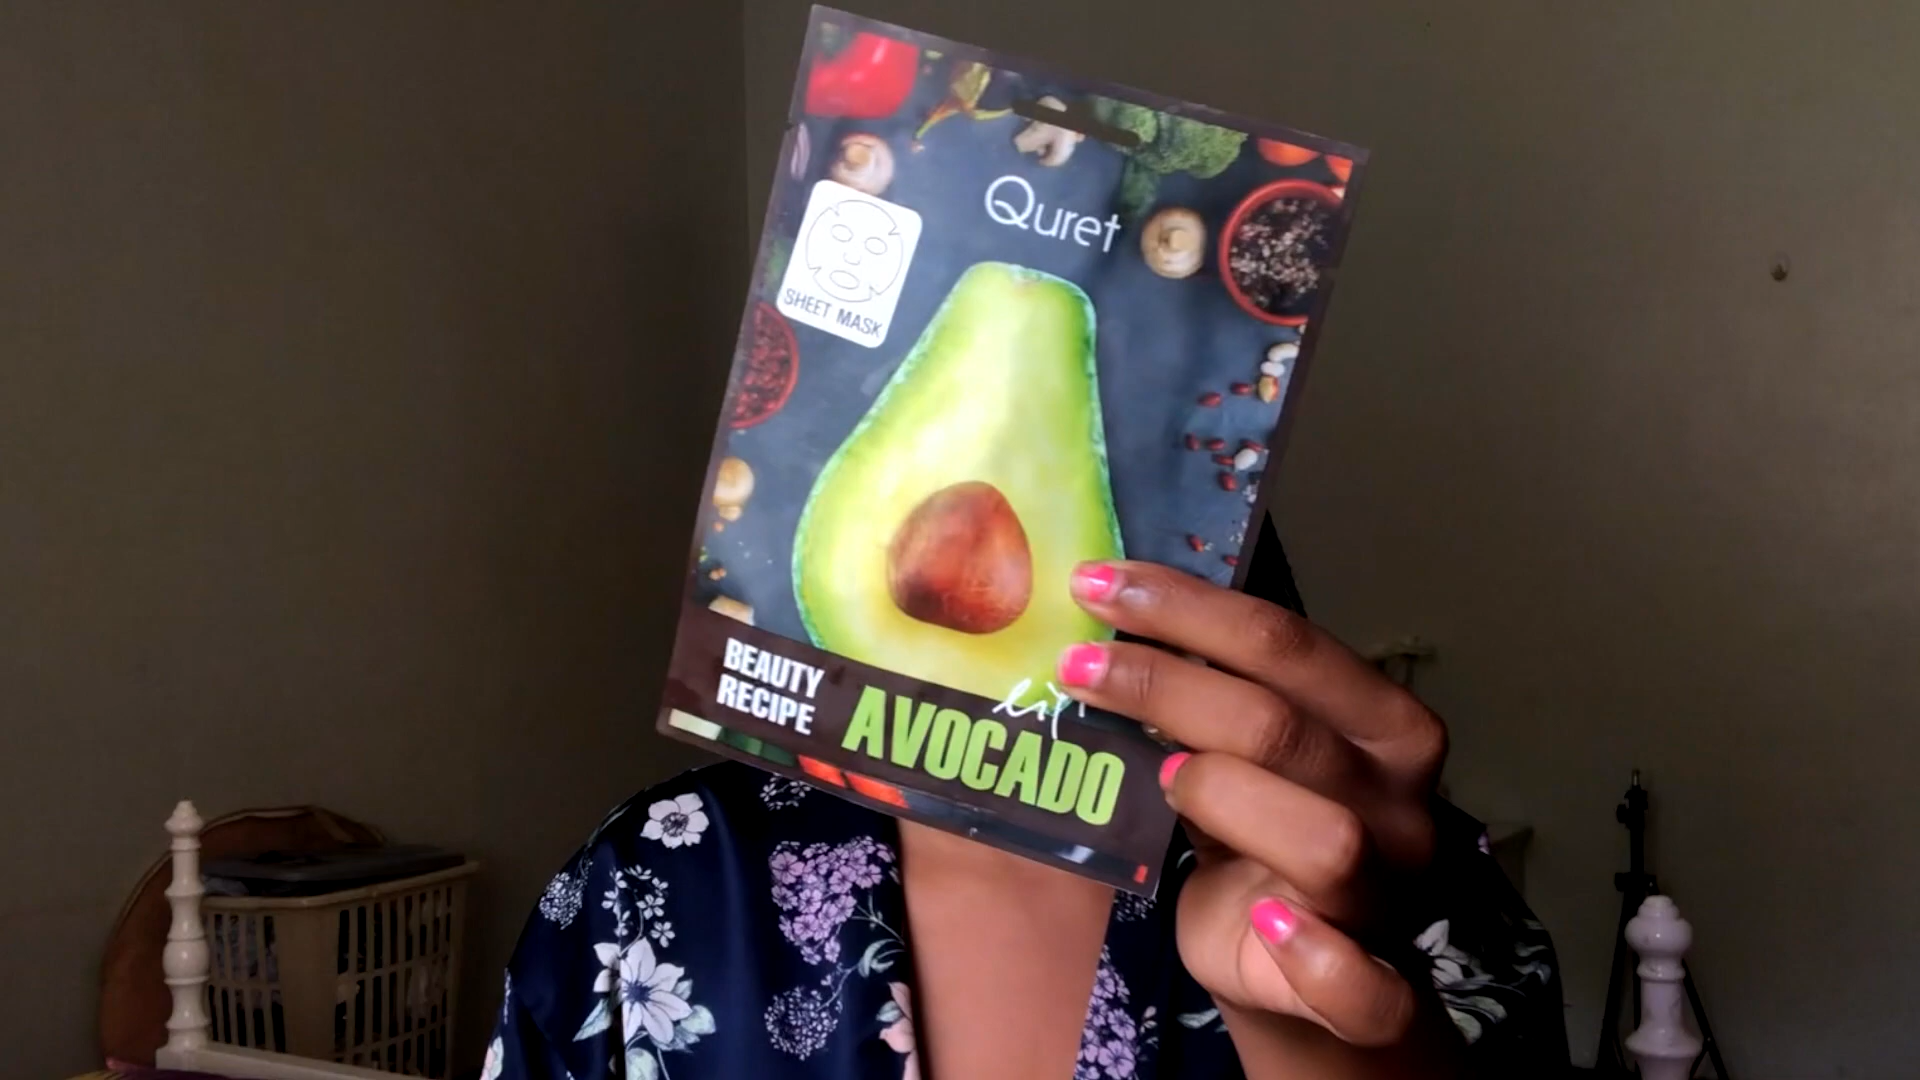 Quret
SHEET MASK
BEAUTY
RECIPE
AVOCADO